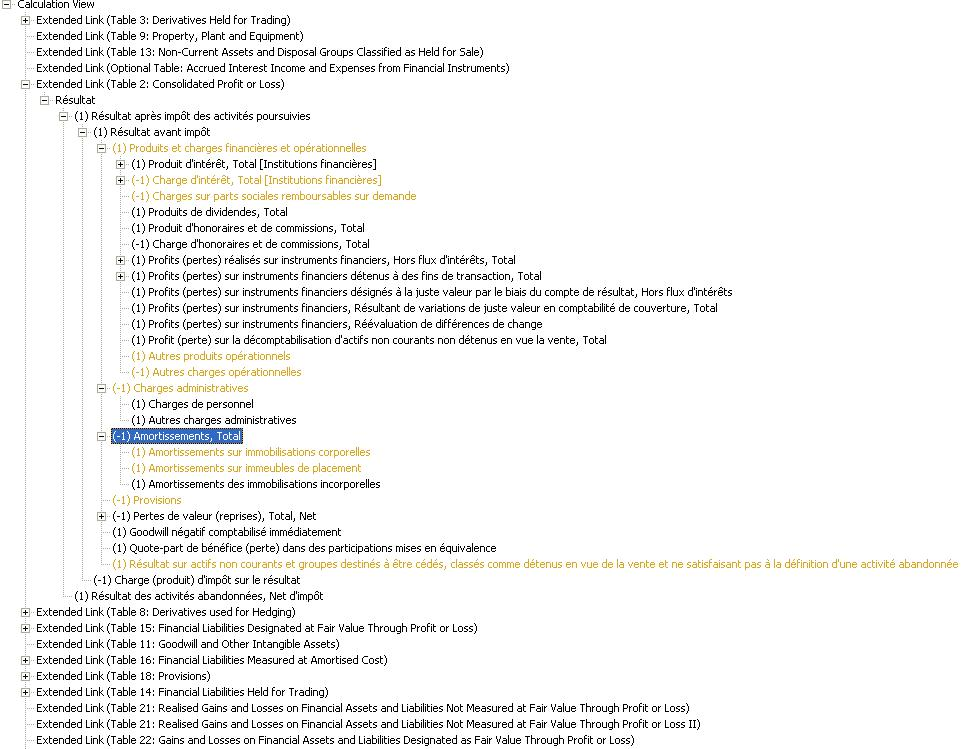 Calculation View
Extended Link (Table 3: Derivatives Held for Trading)
Extended Link (Table 9: Property, Plant and Equipment)
Extended Link (Table 13: Non-Current Assets and Disposal Groups Classified as Held for Sale)
Extended Link (Optional Table: Accrued Interest Income and Expenses from Financial Instruments)
Extended Link (Table 2: Consolidated Profit or Loss)
Résultat
(1) Résultat après impôt des activités poursuivies
(1) Résultat avant impôt
(1) Produits et charges financières et opérationnelles
(1) Produit d'intérêt, Total [Institutions financières]
(-1) Charge d'intérêt, Total [Institutions financières]
(-1) Charges sur parts sociales remboursables sur demande
(1) Produits de dividendes, Total
(1) Produit d'honoraires et de commissions, Total
(-1) Charge d'honoraires et de commissions, Total
(1) Profits (pertes) réalisés sur instruments financiers, Hors flux d'intérêts, Total
(1) Profits (pertes) sur instruments financiers détenus à des fins de transaction, Total
(1) Profits (pertes) sur instruments financiers désignés à la juste valeur par le biais du compte de résultat, Hors flux d'intérêts
(1) Profits (pertes) sur instruments financiers, Résultant de variations de juste valeur en comptabilité de couverture, Total
(1) Profits (pertes) sur instruments financiers, Réévaluation de différences de change
(1) Profit (perte) sur la décomptabilisation d'actifs non courants non détenus en vue la vente, Total
(1) Autres produits opérationnels
(-1) Autres charges opérationnelles
(-1) Charges administratives
(1) Charges de personnel
(1) Autres charges administratives
(-1) Amortissements, Total
(1) Amortissements sur immobilisations corporelles
(1) Amortissements sur immeubles de placement
(1) Amortissements des immobilisations incorporelles
(-1) Provisions
(-1) Pertes de valeur (reprises), Total, Net
(1) Goodwill négatif comptabilisé immédiatement
(1) Quote-part de bénéfice (perte) dans des participations mises en équivalence
(1) Résultat sur actifs non courants et groupes destinés à être cédés, classés comme détenus en vue de la vente et ne satisfaisant pas à la définition d'une activité abandonnée
(-1) Charge (produit) d'impôt sur le résultat
(1) Résultat des activités abandonnées, Net d'impôt
Extended Link (Table 8: Derivatives used for Hedging)
Extended Link (Table 15: Financial Liabilities Designated at Fair Value Through Profit or Loss)
Extended Link (Table 11: Goodwill and Other Intangible Assets)
Extended Link (Table 16: Financial Liabilities Measured at Amortised Cost)
Extended Link (Table 18: Provisions)
Extended Link (Table 14: Financial Liabilities Held for Trading)
Extended Link (Table 21: Realised Gains and Losses on Financial Assets and Liabilities Not Measured at Fair Value Through Profit or Loss)
Extended Link (Table 21: Realised Gains and Losses on Financial Assets and Liabilities Not Measured at Fair Value Through Profit or Loss II)
Extended Link (Table 22: Gains and Losses on Financial Assets and Liabilities Designated as Fair Value Through Profit or Loss)